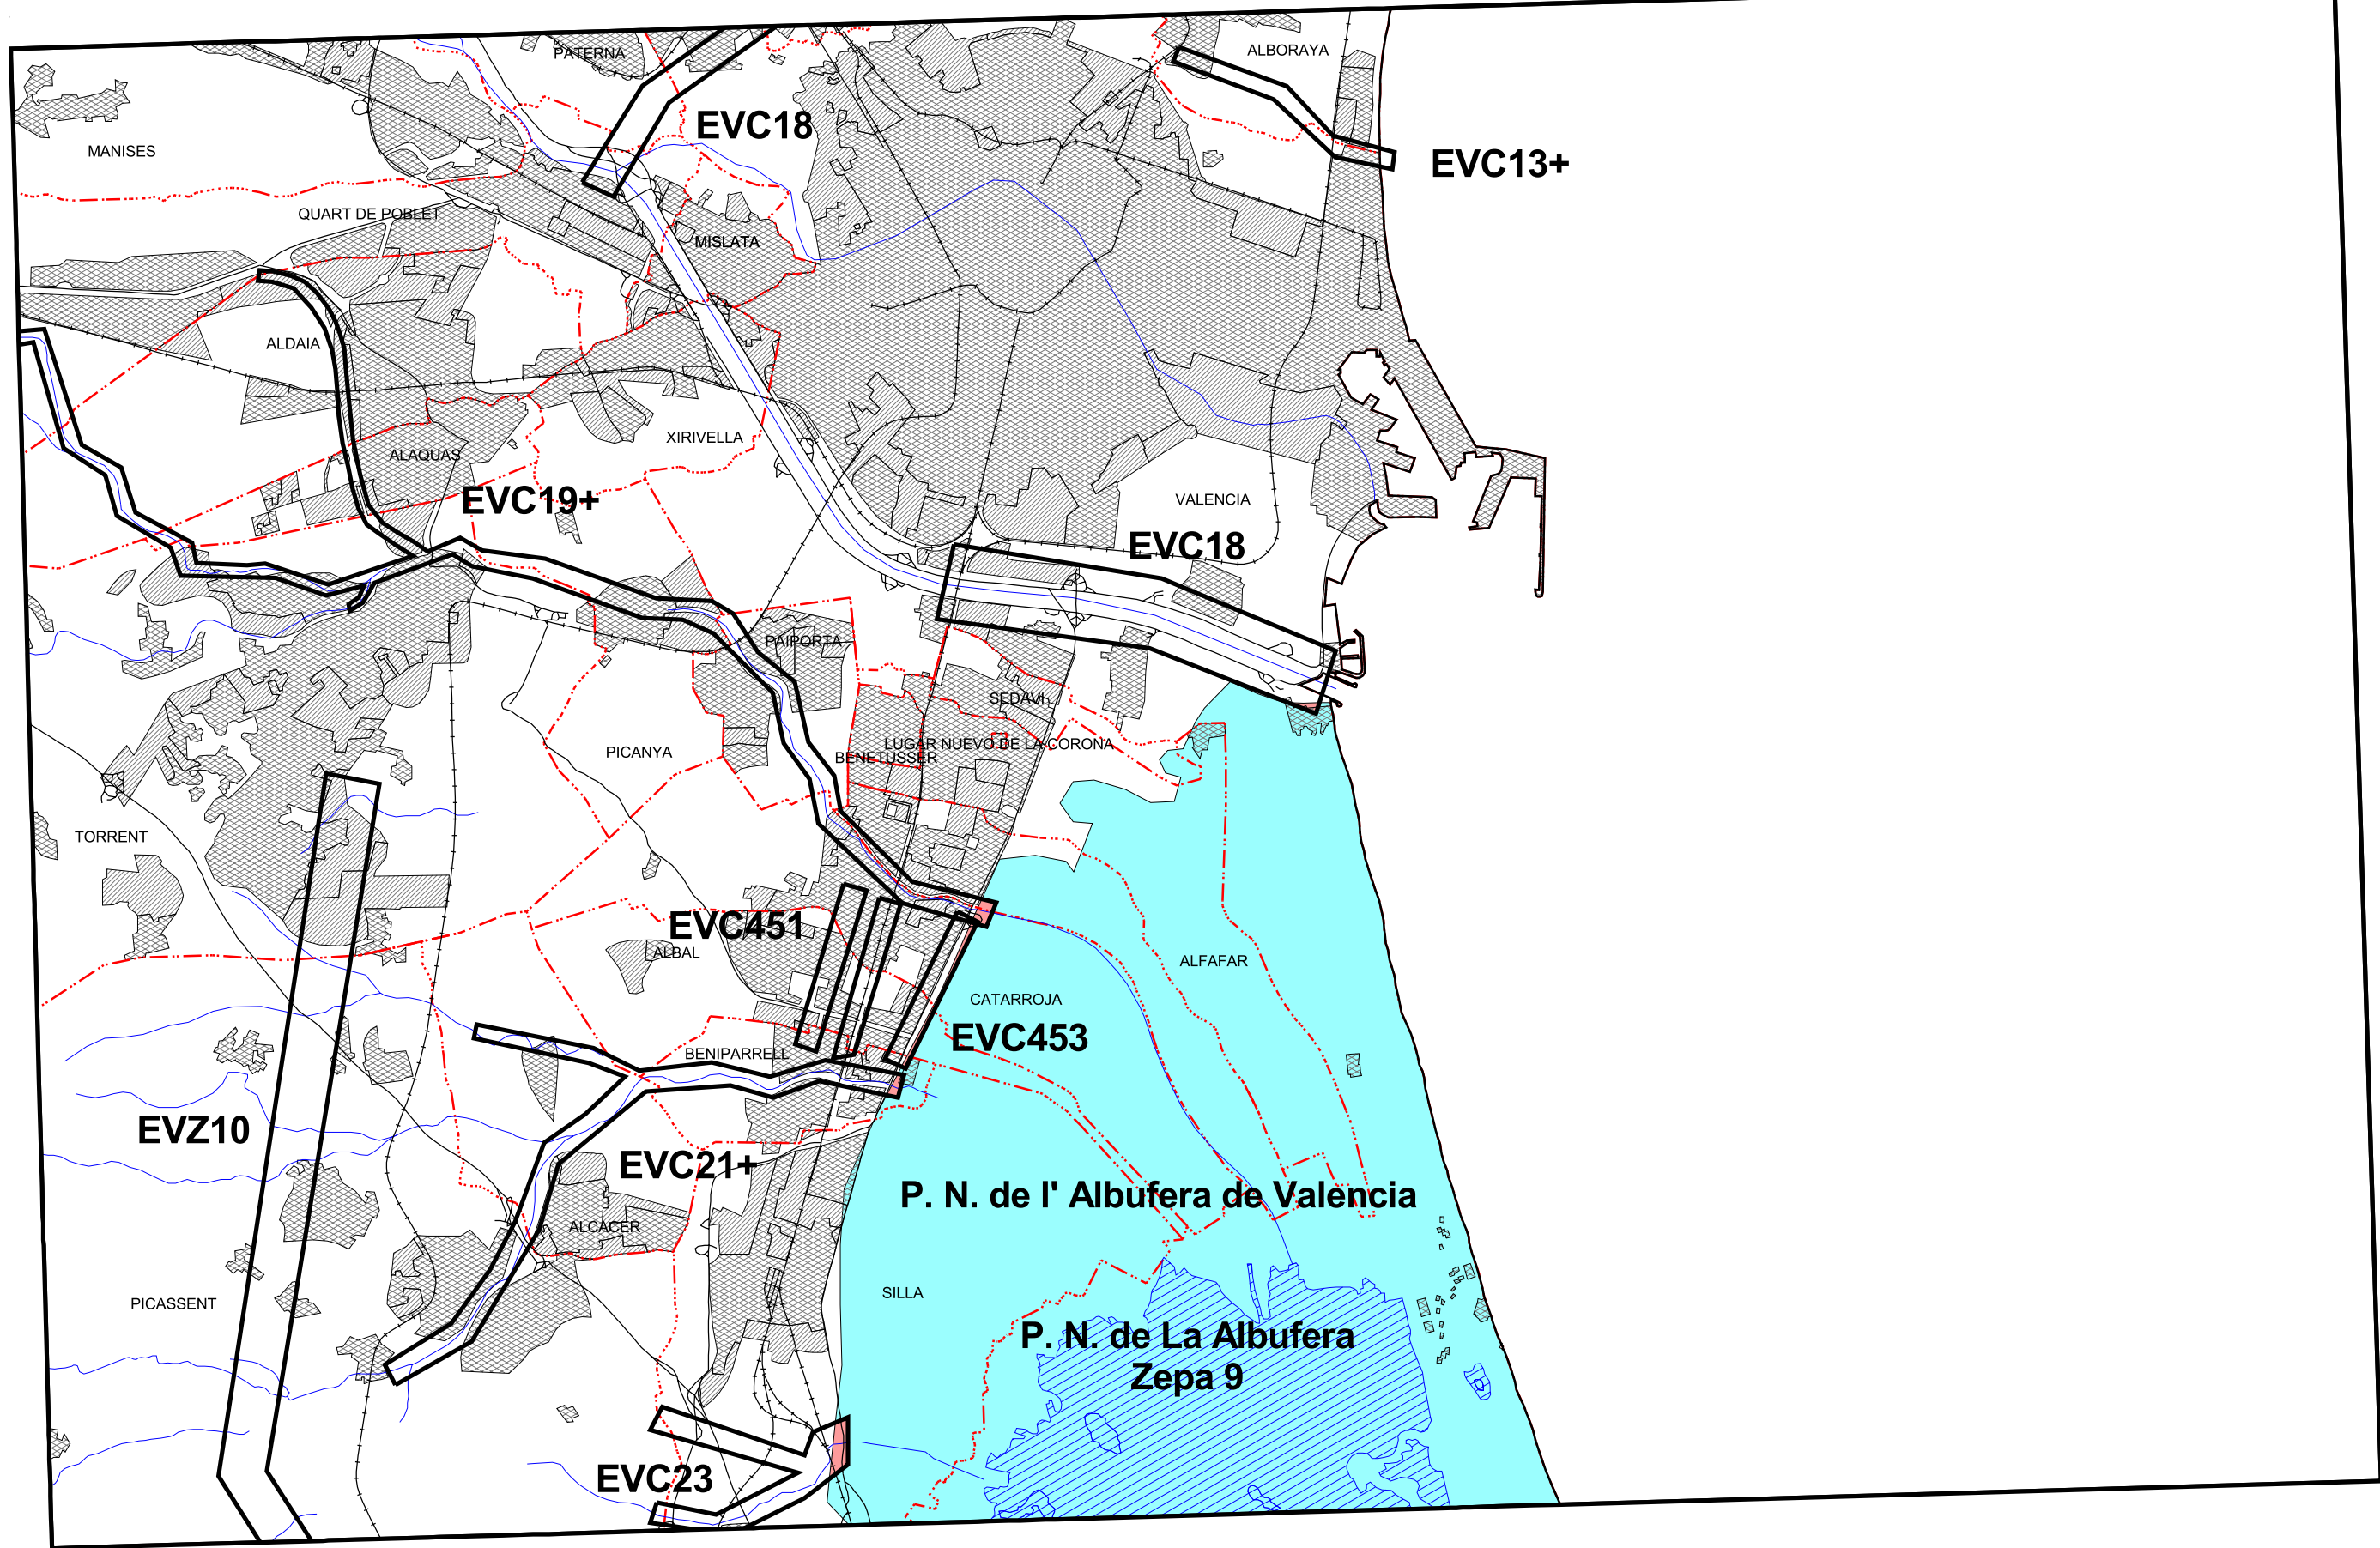 PATERNA
ALBORAYA
EVC18
MANISES
EVC13+
QUART DE POBLET
MISLATA
ALDAIA
XIRIVELLA
ALAQUAS
EVC19+
VALENCIA
EVC18
PAIPORTA
SEDAVI
PICANYA
LUGAR NUEVO DE LA CORONA
BENETUSSER
TORRENT
EVC451
ALBAL
ALFAFAR
CATARROJA
EVC453
BENIPARRELL
EVZ10
EVC21+
P. N. de l' Albufera de Valencia
ALCACER
SILLA
PICASSENT
P. N. de La Albufera
Zepa 9
EVC23